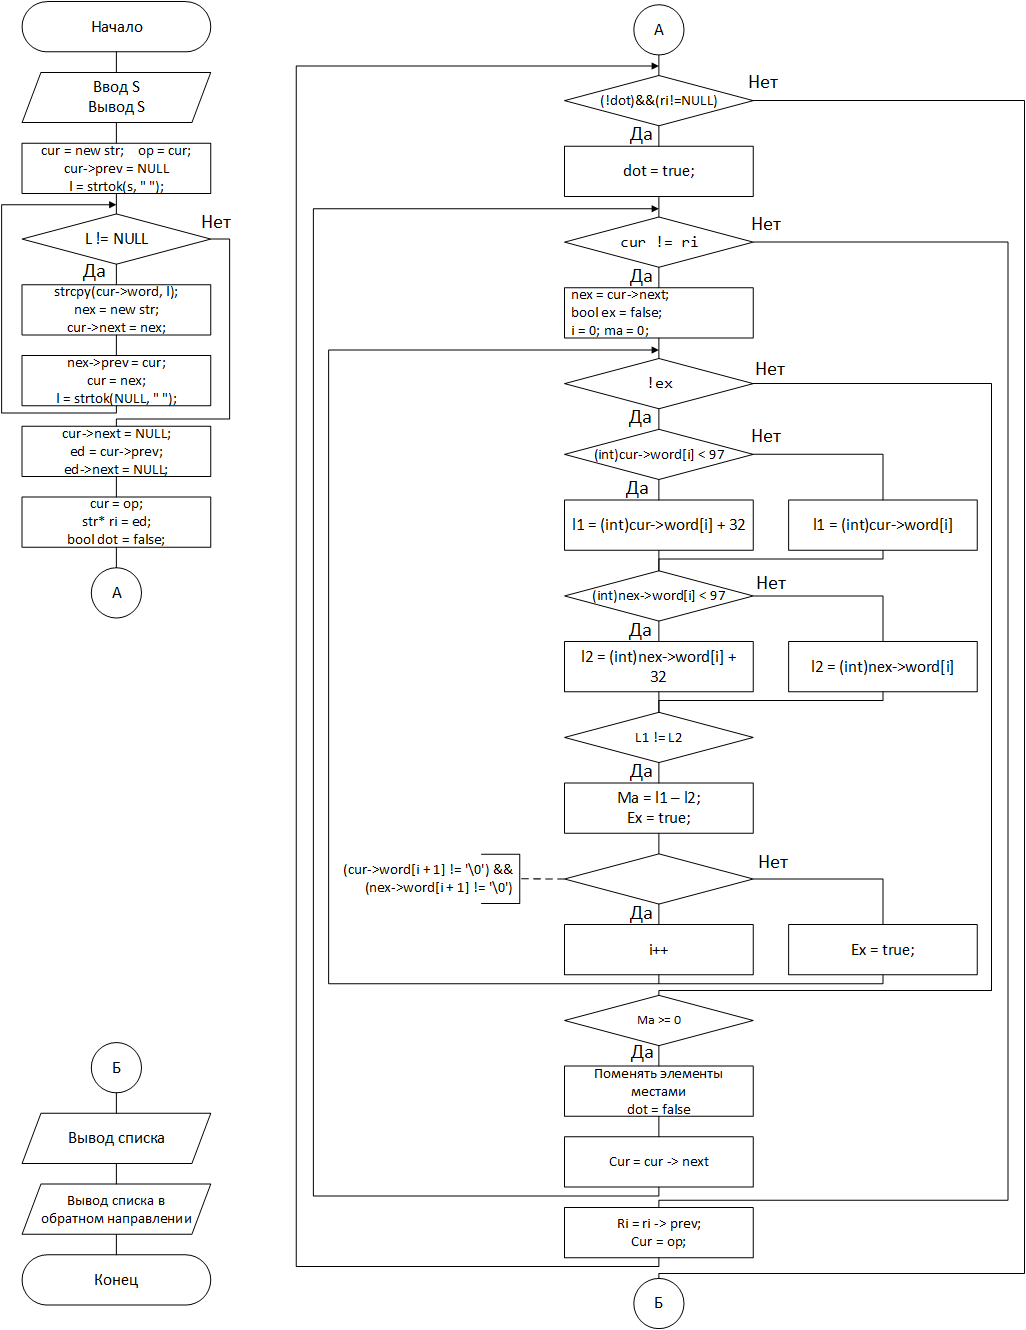 Начало
Ввод S
Вывод S
cur = new str; op = cur;
cur->prev = NULL
l = strtok(s, " ");
L != NULL
Нет
Да
strcpy(cur->word, l);
nex = new str;
cur->next = nex;
nex->prev = cur;
cur = nex;
l = strtok(NULL, " ");
cur->next = NULL;
ed = cur->prev;
ed->next = NULL;
cur = op;
str* ri = ed;
bool dot = false;
А
Б
Вывод списка
Вывод списка в
обратном направлении
Конец
А
(!dot)&&(ri!=NULL)
Нет
Да
dot = true;
cur != ri
Нет
Да
nex = cur->next;
bool ex = false;
i = 0; ma = 0;
!ex
Нет
Да
(int)cur->word[i] < 97
Нет
Да
l1 = (int)cur->word[i] + 32
l1 = (int)cur->word[i]
(int)nex->word[i] < 97
Нет
Да
l2 = (int)nex->word[i] +
32
l2 = (int)nex->word[i]
L1 != L2
Да
Ma = l1 – l2;
Ex = true;
(cur->word[i + 1] != '\0') &&
(nex->word[i + 1] != '\0')
Нет
Да
i++
Ex = true;
Ma >= 0
Да
Поменять элементы
местами
dot = false
Cur = cur -> next
Ri = ri -> prev;
Cur = op;
Б